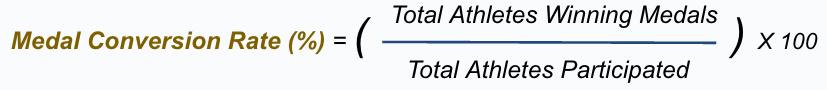 Total Athletes Winning Medals
Medal Conversion Rate (%) = ( ) X 100
Total Athletes Participated